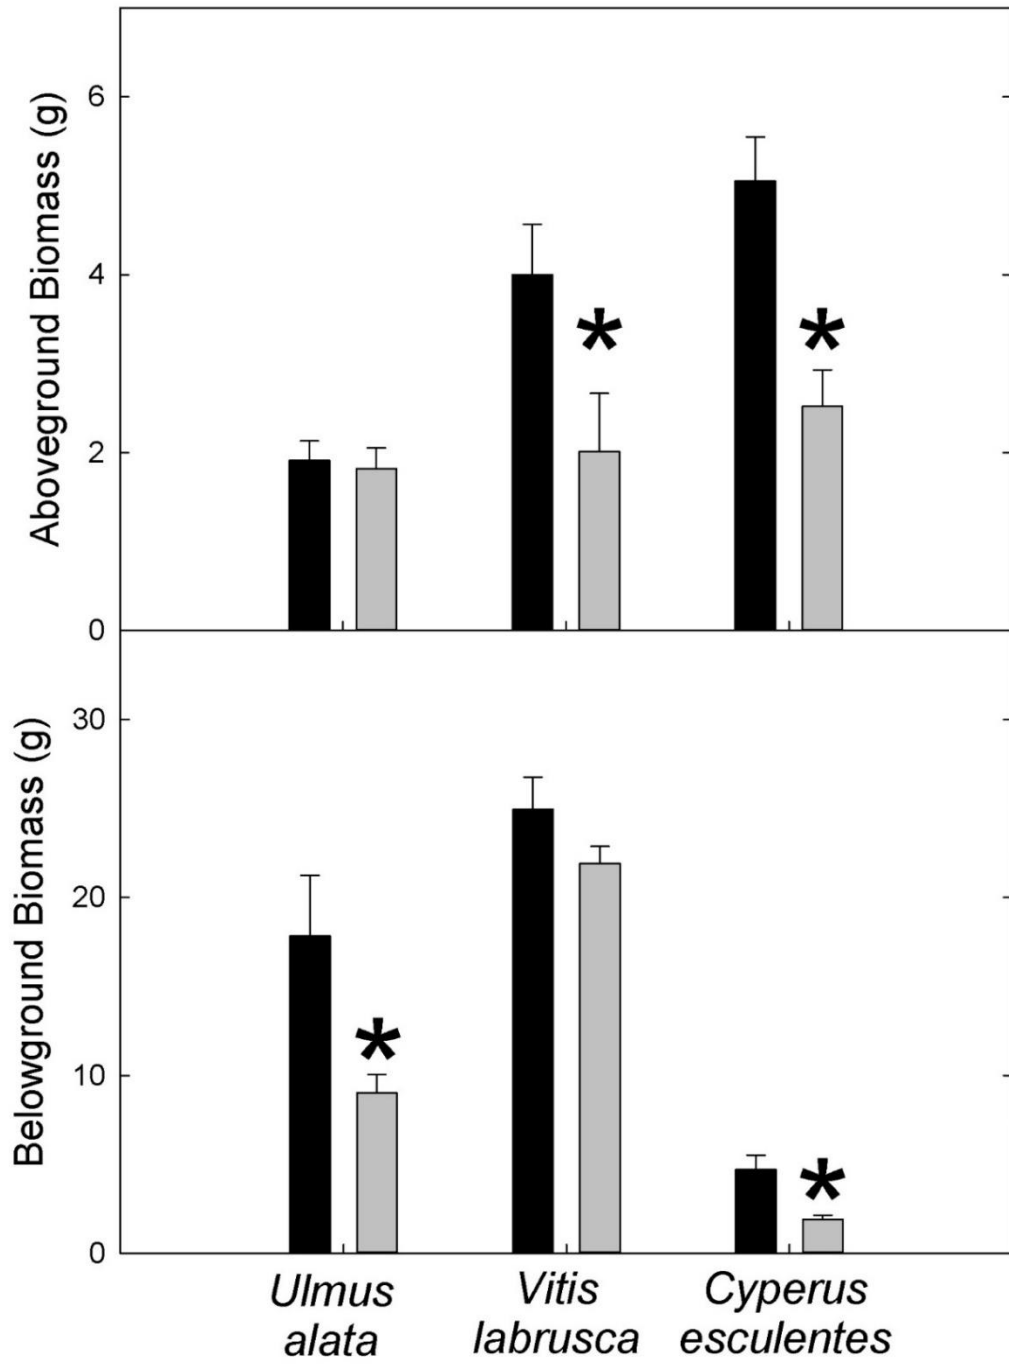 Aboveground Biomass (g)
6
4
2
0
*
*
Belowground Biomass (g)
30
20
10
0
*
*
Ulmus alata
Vitis labrusca
Cyperus esculentes